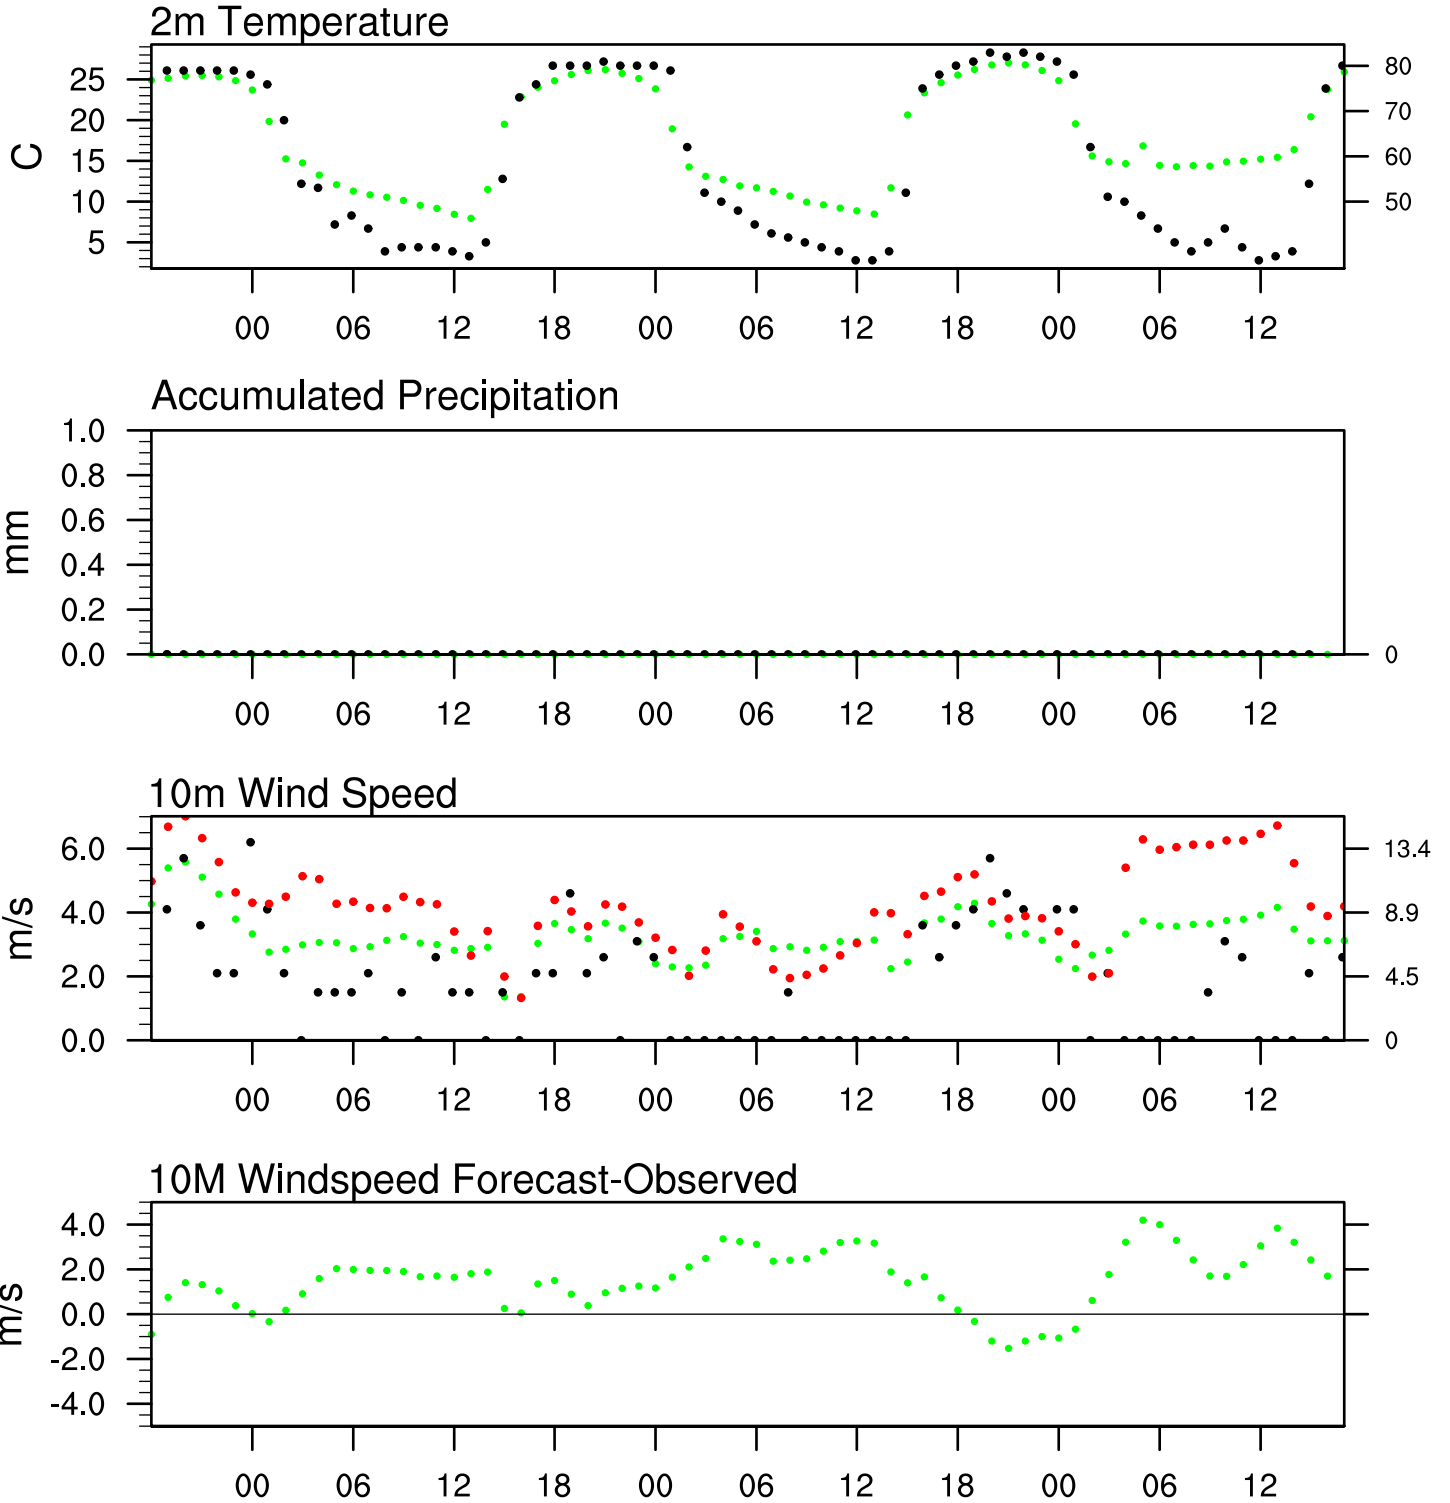 2m Temperature
25
20
15
10
5
C
80
70
60
50
00 06 12 18 00 06 12 18 00 06 12
Accumulated Precipitation
1.0
0.8
0.6
0.4
0.2
0.0
mm
0
00 06 12 18 00 06 12 18 00 06 12
10m Wind Speed
6.0
4.0
2.0
0.0
m/s
13.4
8.9
4.5
0
00 06 12 18 00 06 12 18 00 06 12
10M Windspeed Forecast-Observed
4.0
2.0
0.0
-2.0
-4.0
m/s
00 06 12 18 00 06 12 18 00 06 12